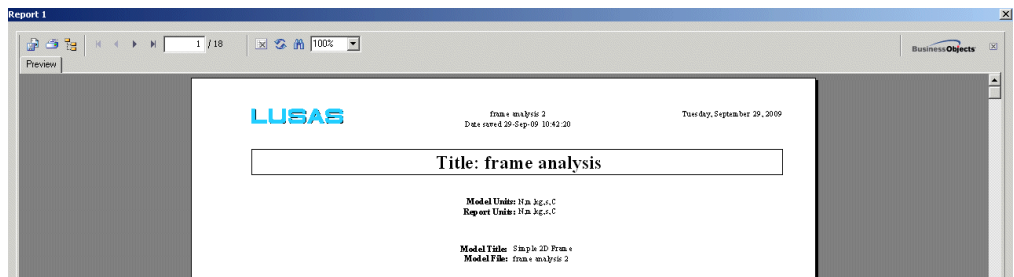 Report 1
1 / 18
100%
BusinessObjects
Preview
LUSAS
frame analysis 2
Tuesday, September 29, 2009
Date saved 29-Sep-09 10:42:20
Title: frame analysis
Model Units: N,m,kg,s,C
Report Units: N,m,kg,s,C
Model Title: Simple 2D Frame
Model File: frame analysis 2